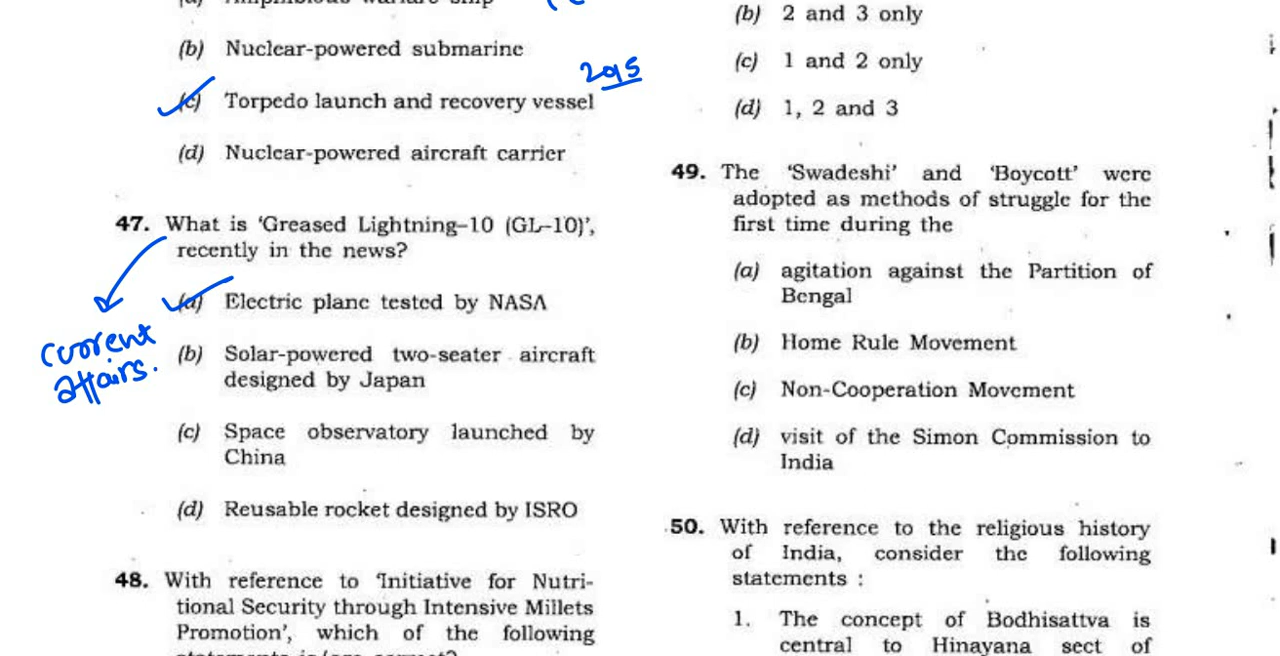 (a) Amphibious warfare ship
(b) Nuclear-powered submarine
2015
(c) Torpedo launch and recovery vessel
(d) Nuclear-powered aircraft carrier
47. What is 'Greased Lightning-10 (GL-10)',
recently in the news?
(a) Electric plane tested by NASA
current
affairs.
(b) Solar-powered two-seater aircraft
designed by Japan
(c) Space observatory launched by
China
(d) Reusable rocket designed by ISRO
48. With reference to 'Initiative for Nutri-
tional Security through Intensive Millets
Promotion', which of the following
statements is/are correct?
(b) 2 and 3 only
(c) 1 and 2 only
(d) 1, 2 and 3
49. The 'Swadeshi' and 'Boycott' were
adopted as methods of struggle for the
first time during the
(a) agitation against the Partition of
Bengal
(b) Home Rule Movement
(c) Non-Cooperation Movement
(d) visit of the Simon Commission to
India
50. With reference to the religious history
of India, consider the following
statements :
1. The concept of Bodhisattva is
central to Hinayana sect of